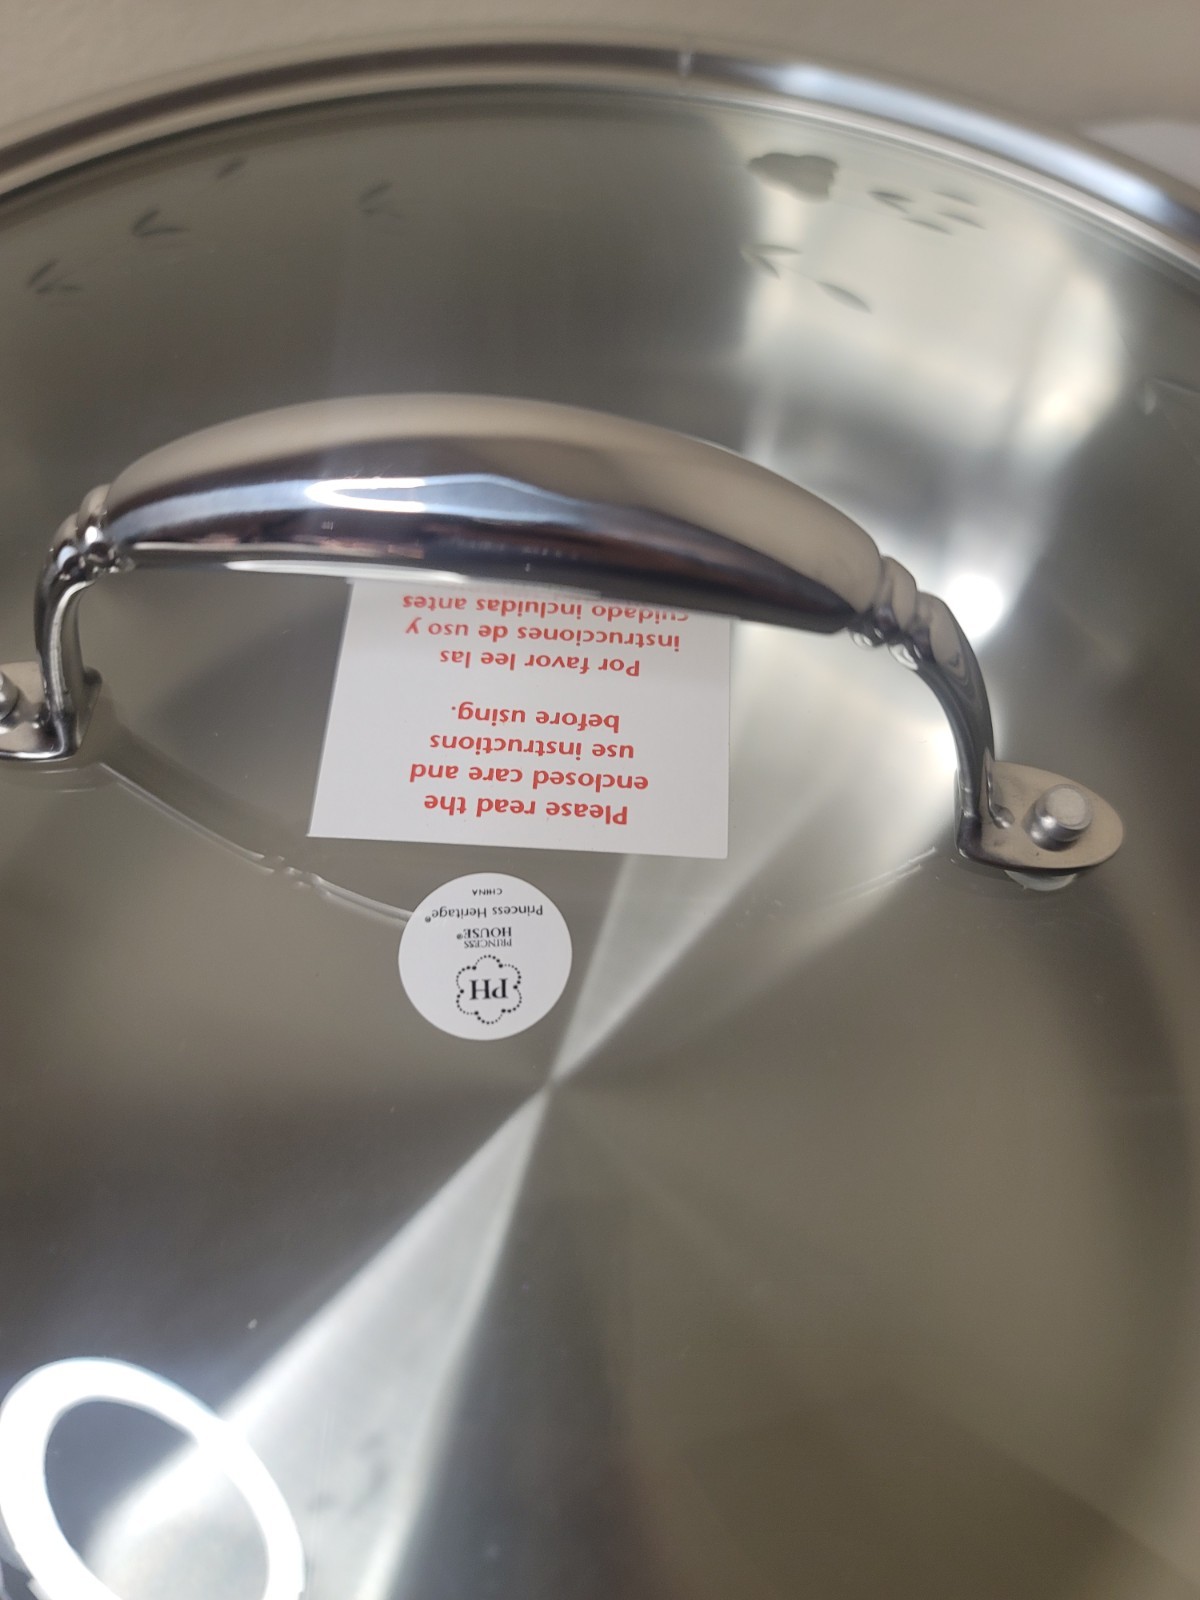 Please read the
enclosed care and
use instructions
before using.
Por favor lee las
instrucciones de uso y
cuidado incluidas antes
PH
PRINCESS
HOUSE®
Princess Heritage®
CHINA